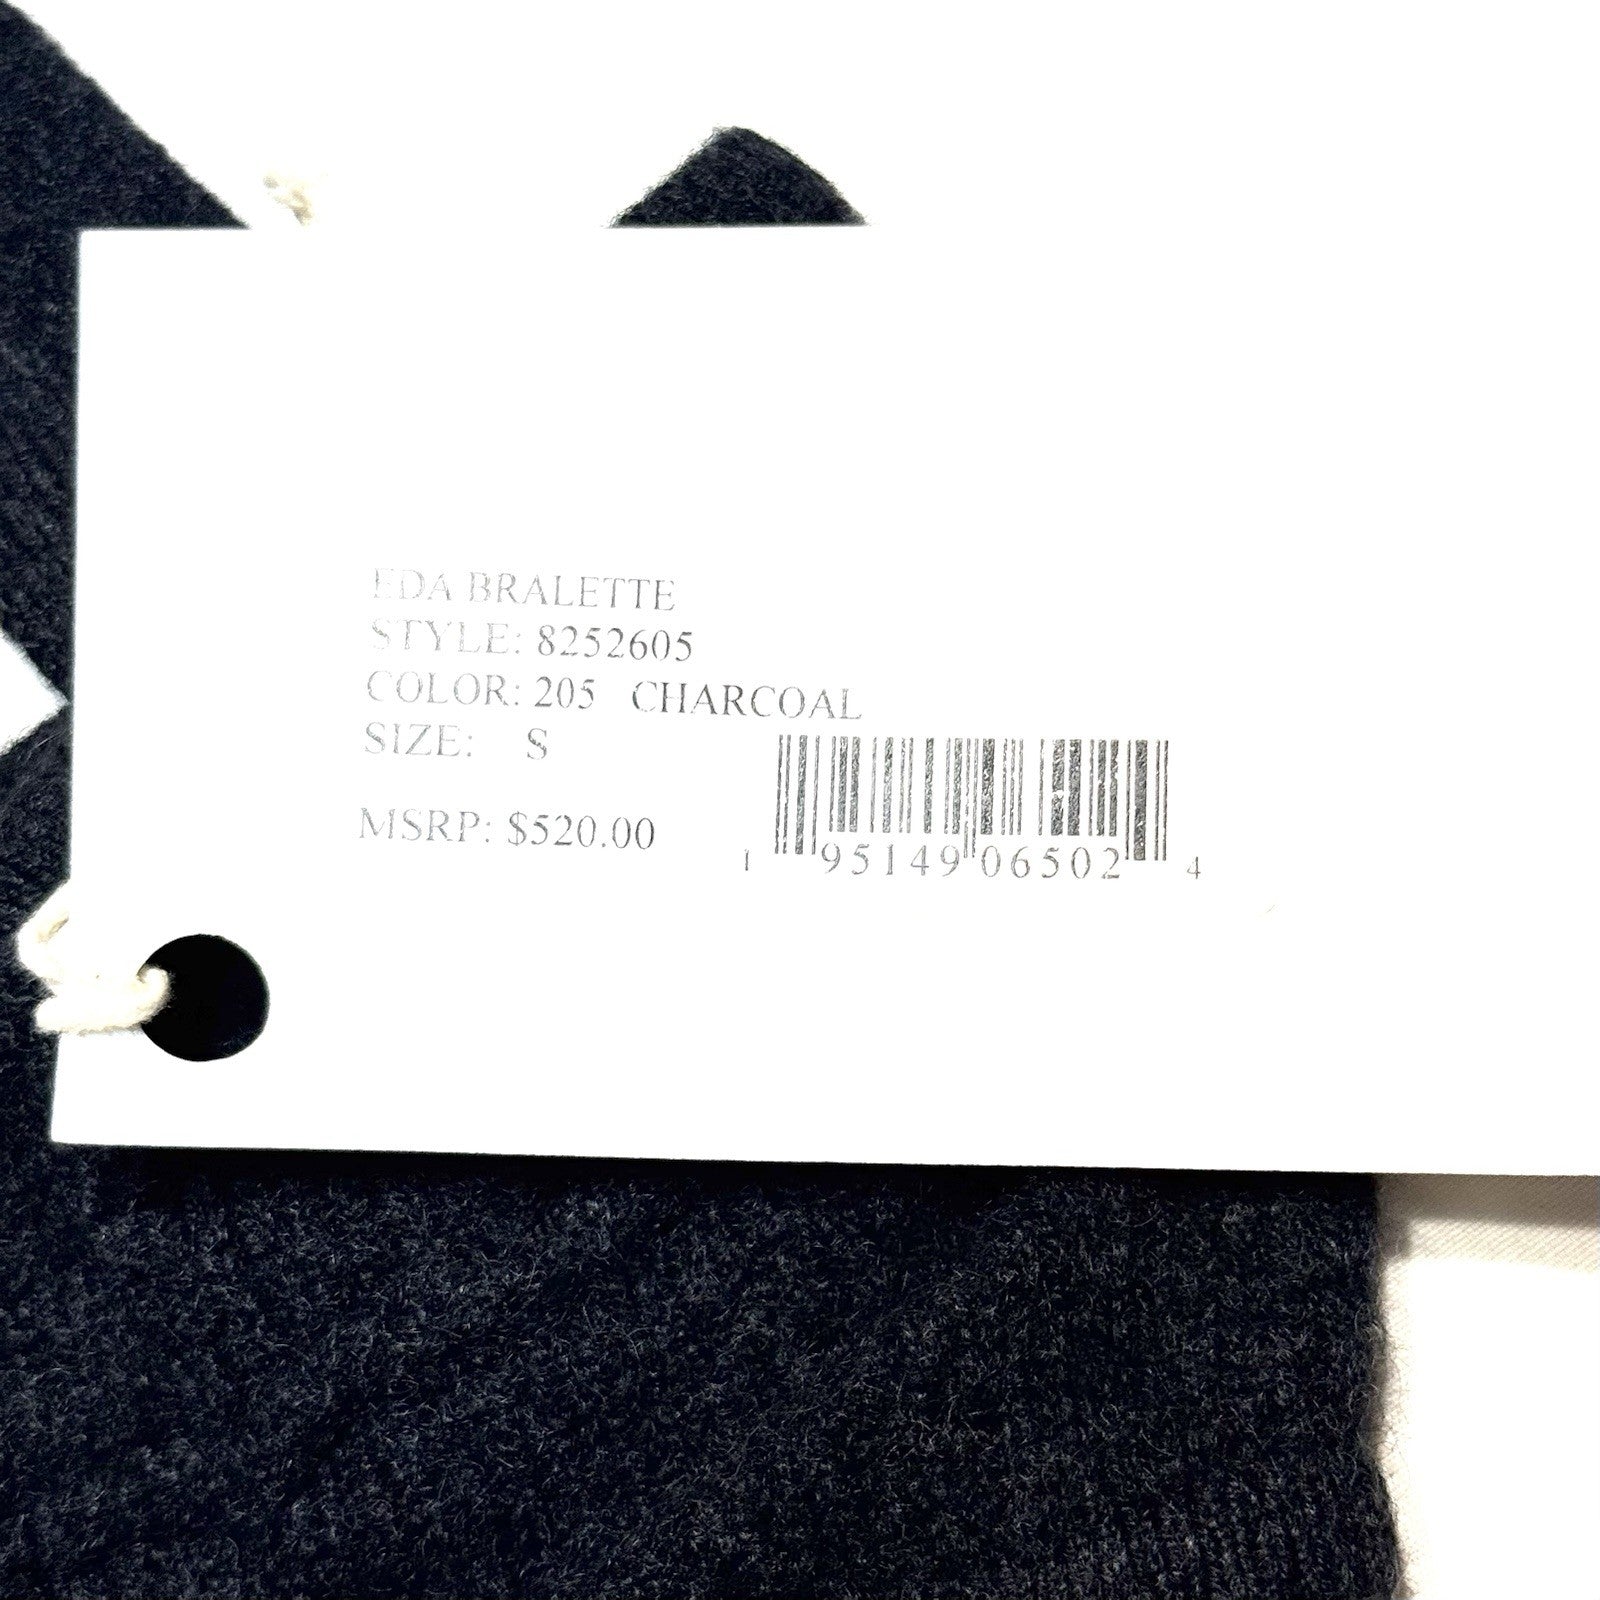 EDA BRALETTE
STYLE: 8252605
COLOR: 205 CHARCOAL
SIZE: S
MSRP: $520.00
1 95149 06502 4